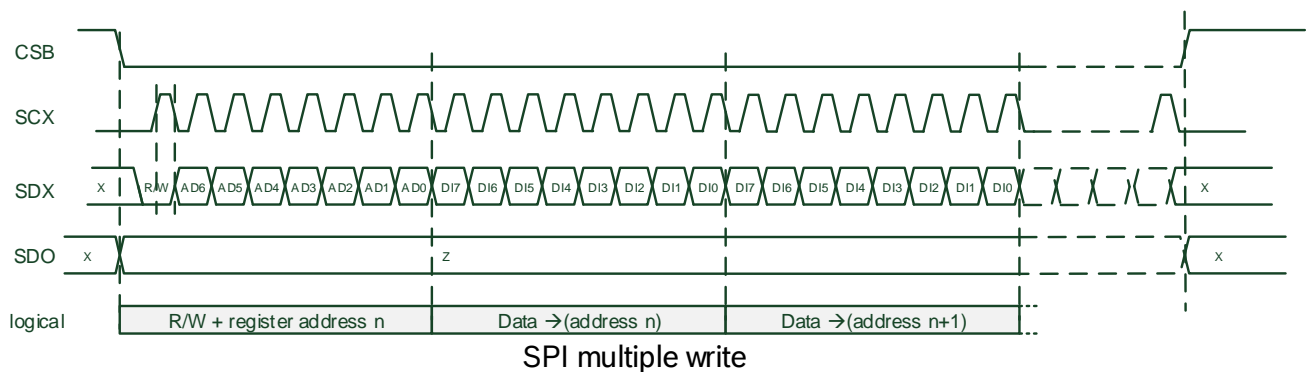 CSB
SCX
SDX X R/W AD6 AD5 AD4 AD3 AD2 AD1 AD0 DI7 DI6 DI5 DI4 DI3 DI2 DI1 DI0 DI7 DI6 DI5 DI4 DI3 DI2 DI1 DI0 X
SDO X Z X
logical R/W + register address n Data →(address n) Data →(address n+1)
SPI multiple write